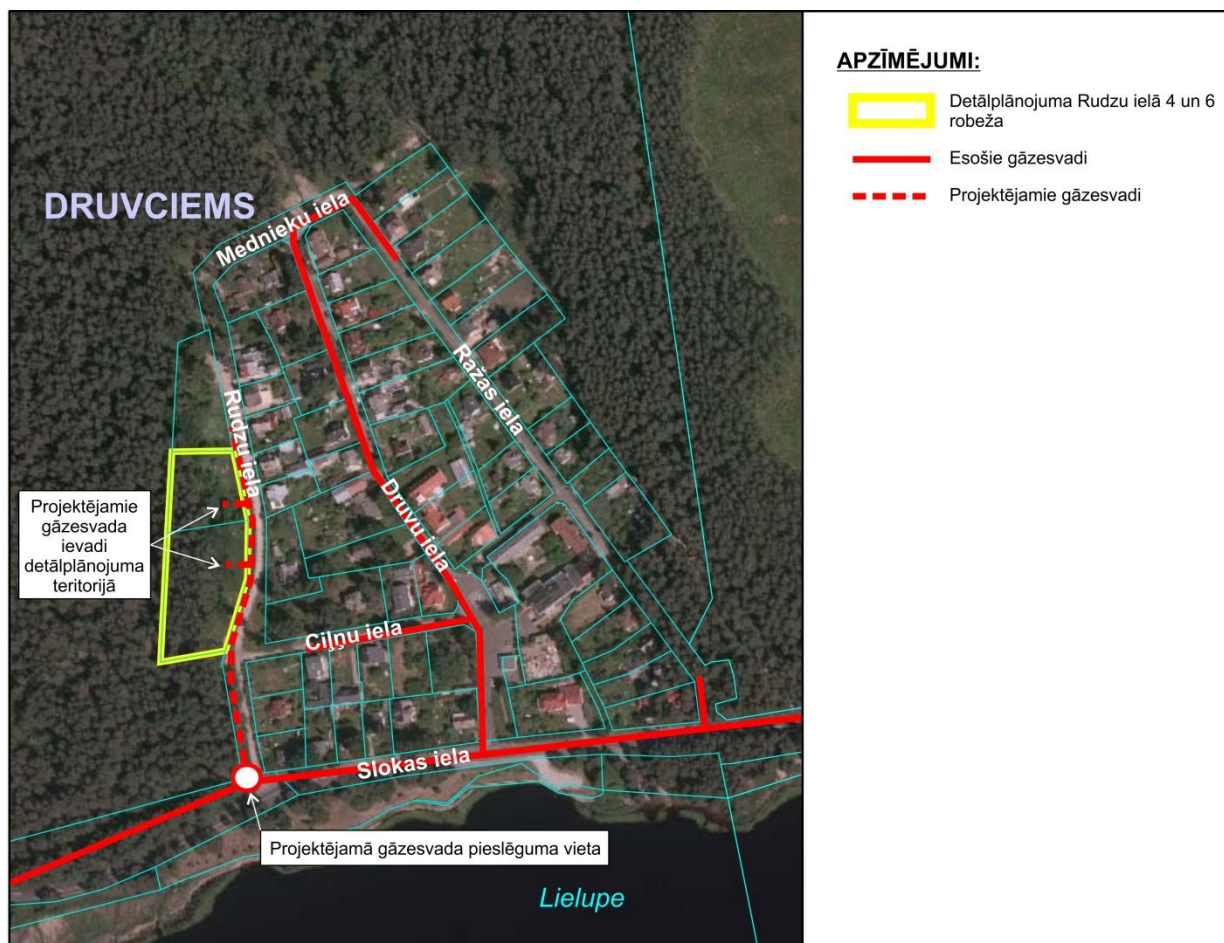 DRUVCIEMS
Mednieku iela
Ražas iela
Rudzu iela
Druvu iela
Projektējamie
gāzesvada
ievadi
detālplānojuma
teritorijā
Ciļņu iela
Slokas iela
Projektējamā gāzesvada pieslēguma vieta
Lielupe
APZĪMĒJUMI:
Detālplānojuma Rudzu ielā 4 un 6
robeža
Esošie gāzesvadi
Projektējamie gāzesvadi